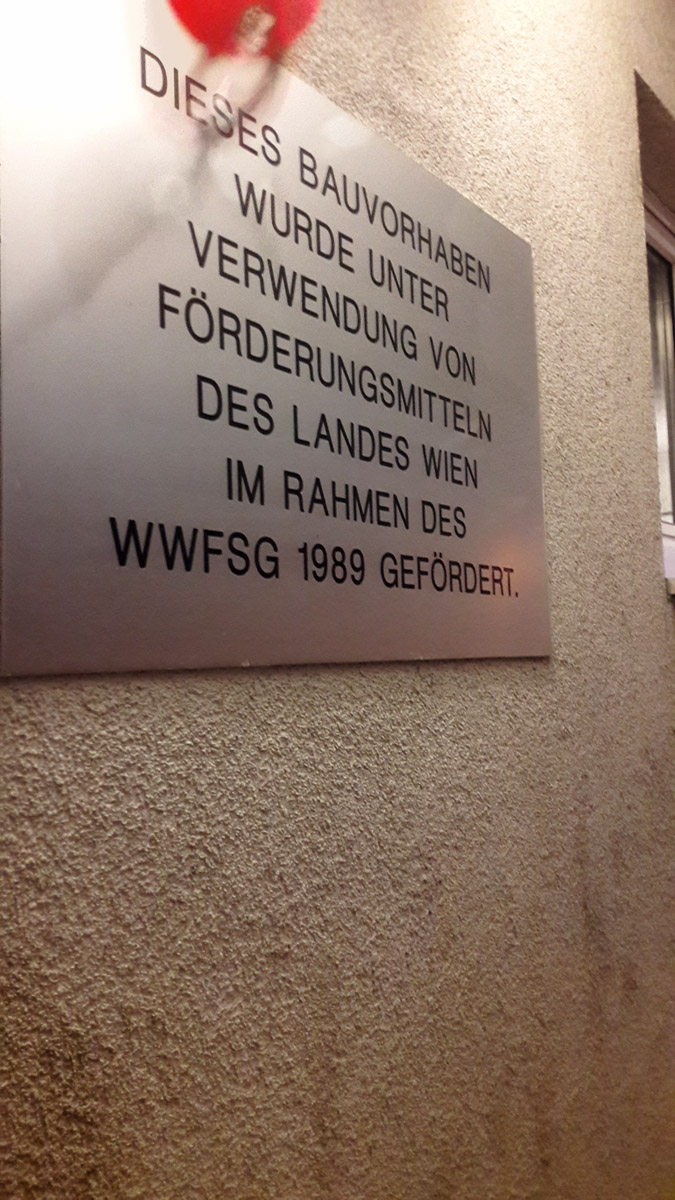 DIESES BAUVORHABEN
WURDE UNTER
VERWENDUNG VON
FÖRDERUNGSMITTELN
DES LANDES WIEN
IM RAHMEN DES
WWFSG 1989 GEFÖRDERT.